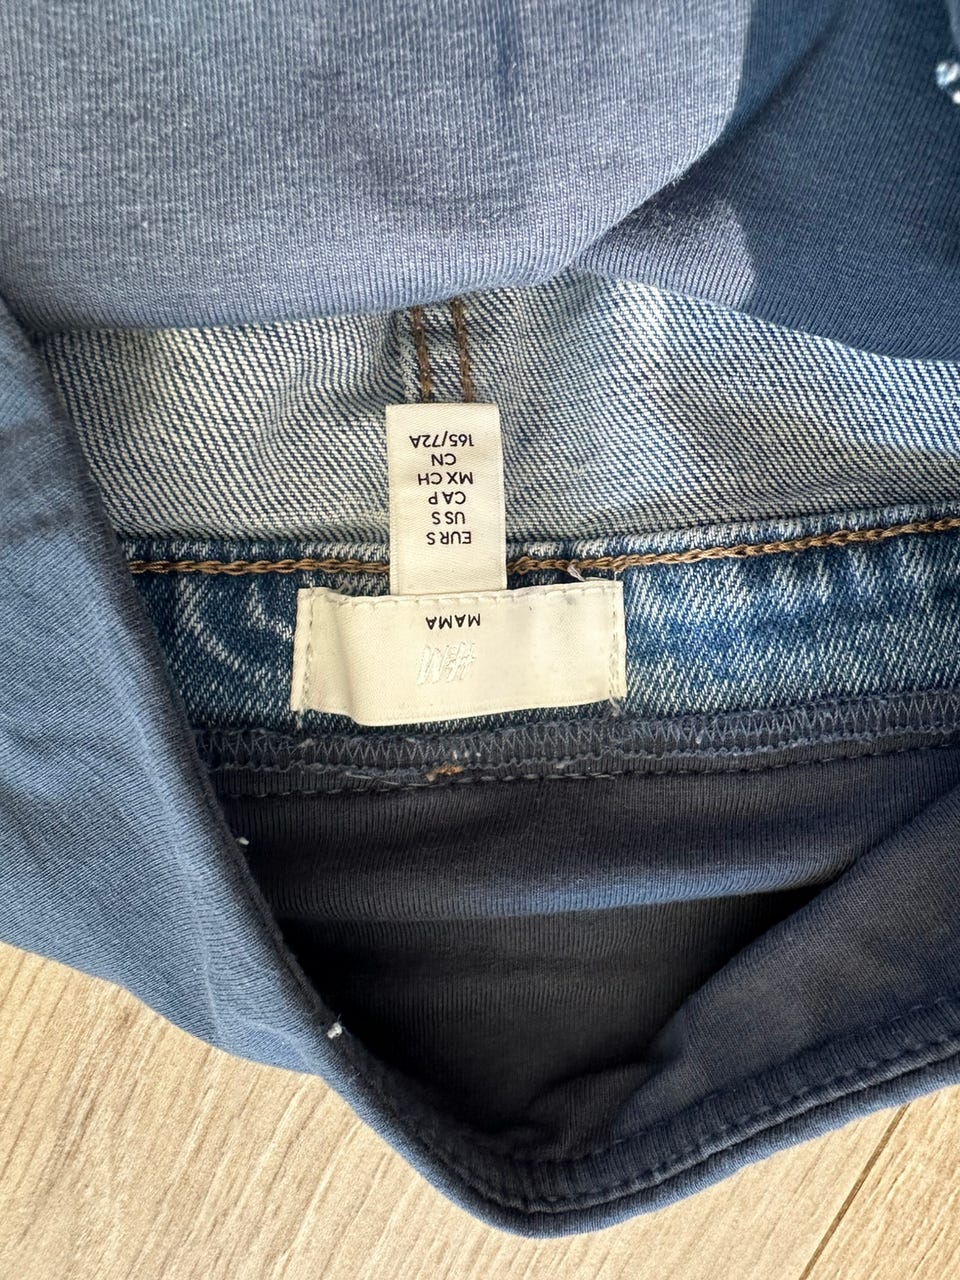 H&M
MAMA
EUR S
US S
CA P
MX CH
CN
165/72A